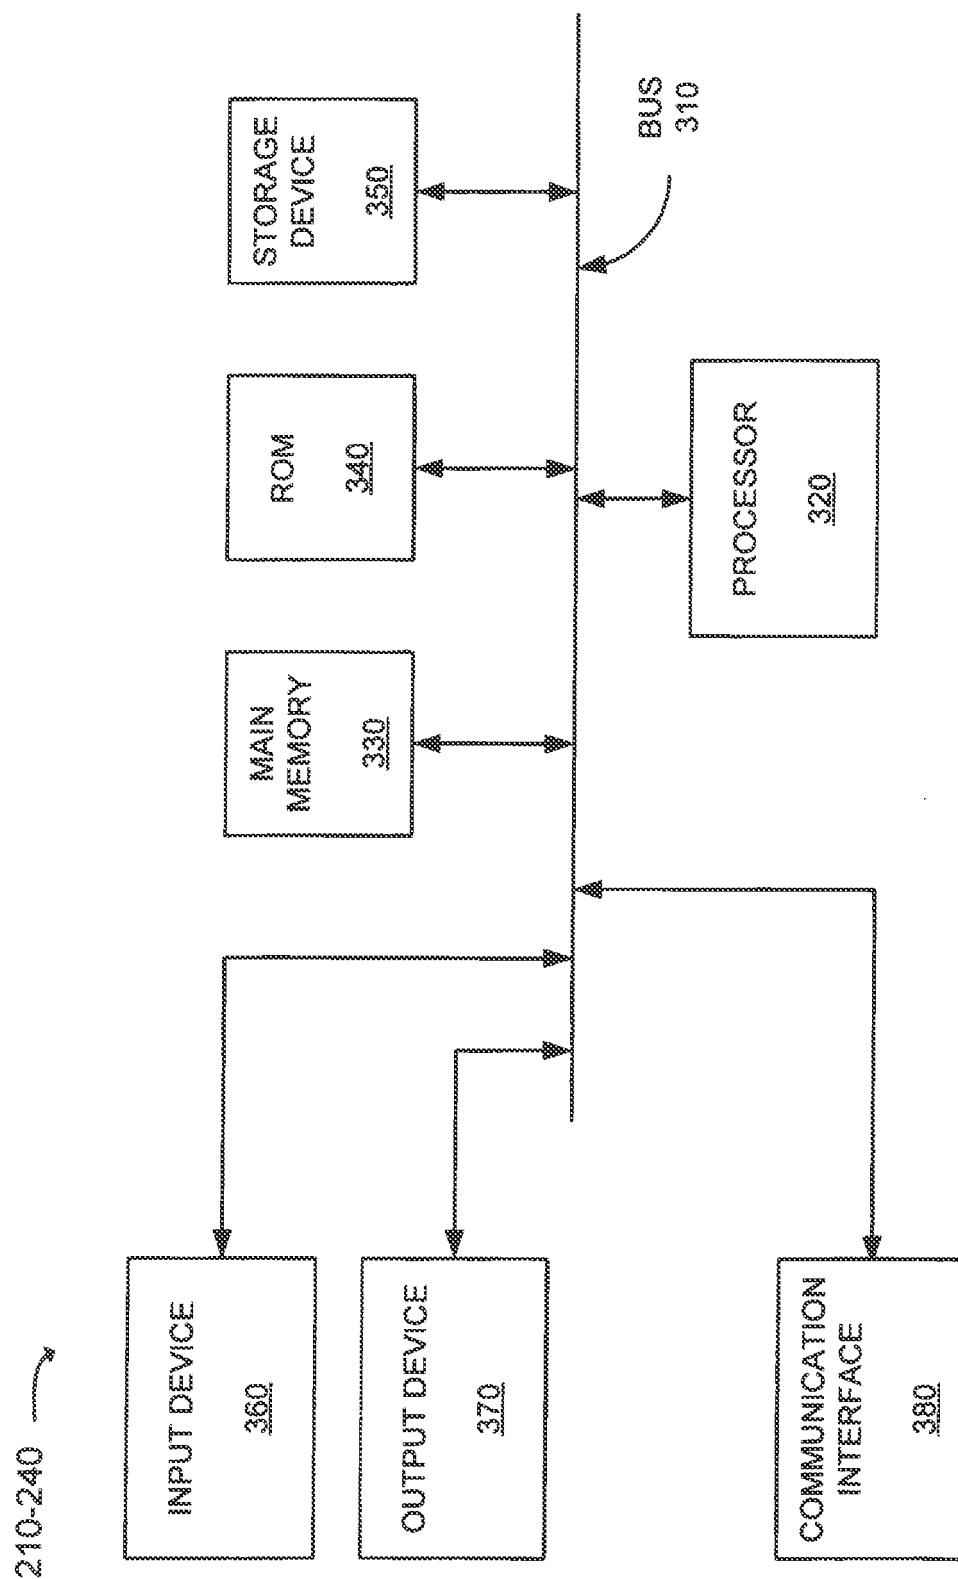 210-240
INPUT DEVICE
360
OUTPUT DEVICE
370
COMMUNICATION
INTERFACE
380
MAIN
MEMORY
330
ROM
340
STORAGE
DEVICE
350
PROCESSOR
320
BUS
310